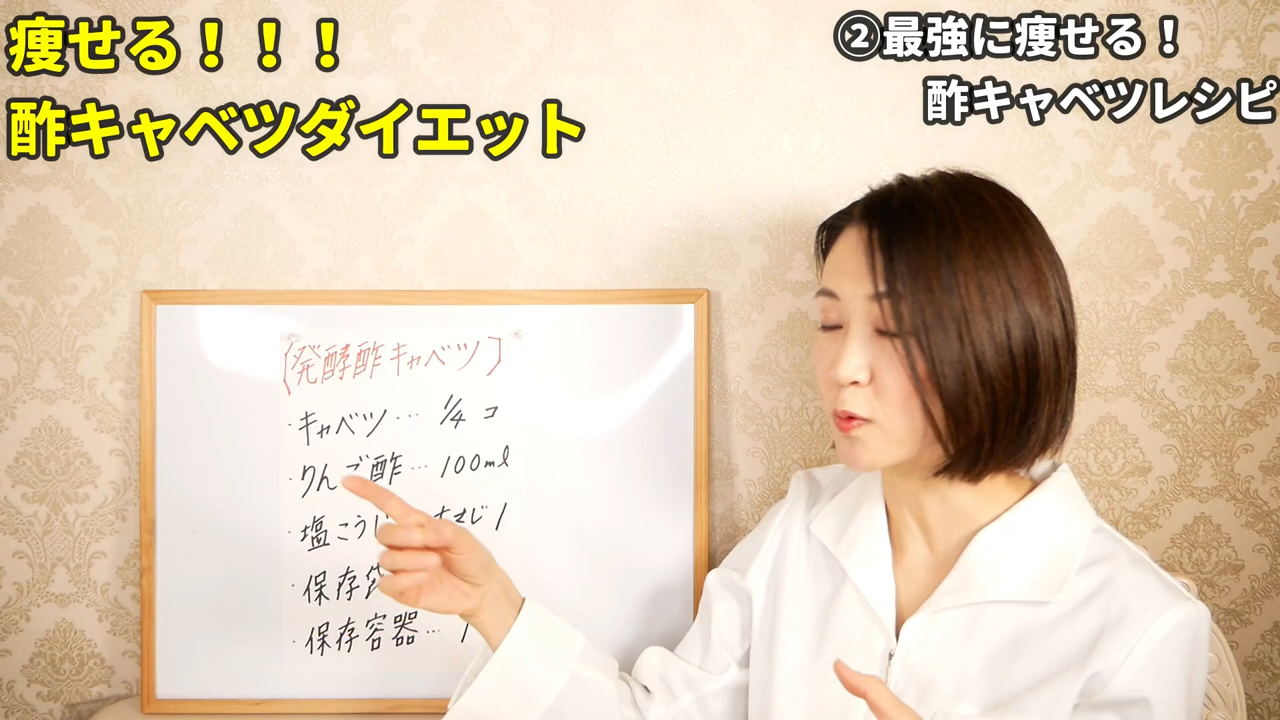 痩せる！！！
酢キャベツダイエット
②最強に痩せる！
酢キャベツレシピ
〔発酵酢キャベツ〕
・キャベツ… 1/4 コ
・りんご酢… 100ml
・塩こうじ さじ 1
・保存袋
・保存容器… 1